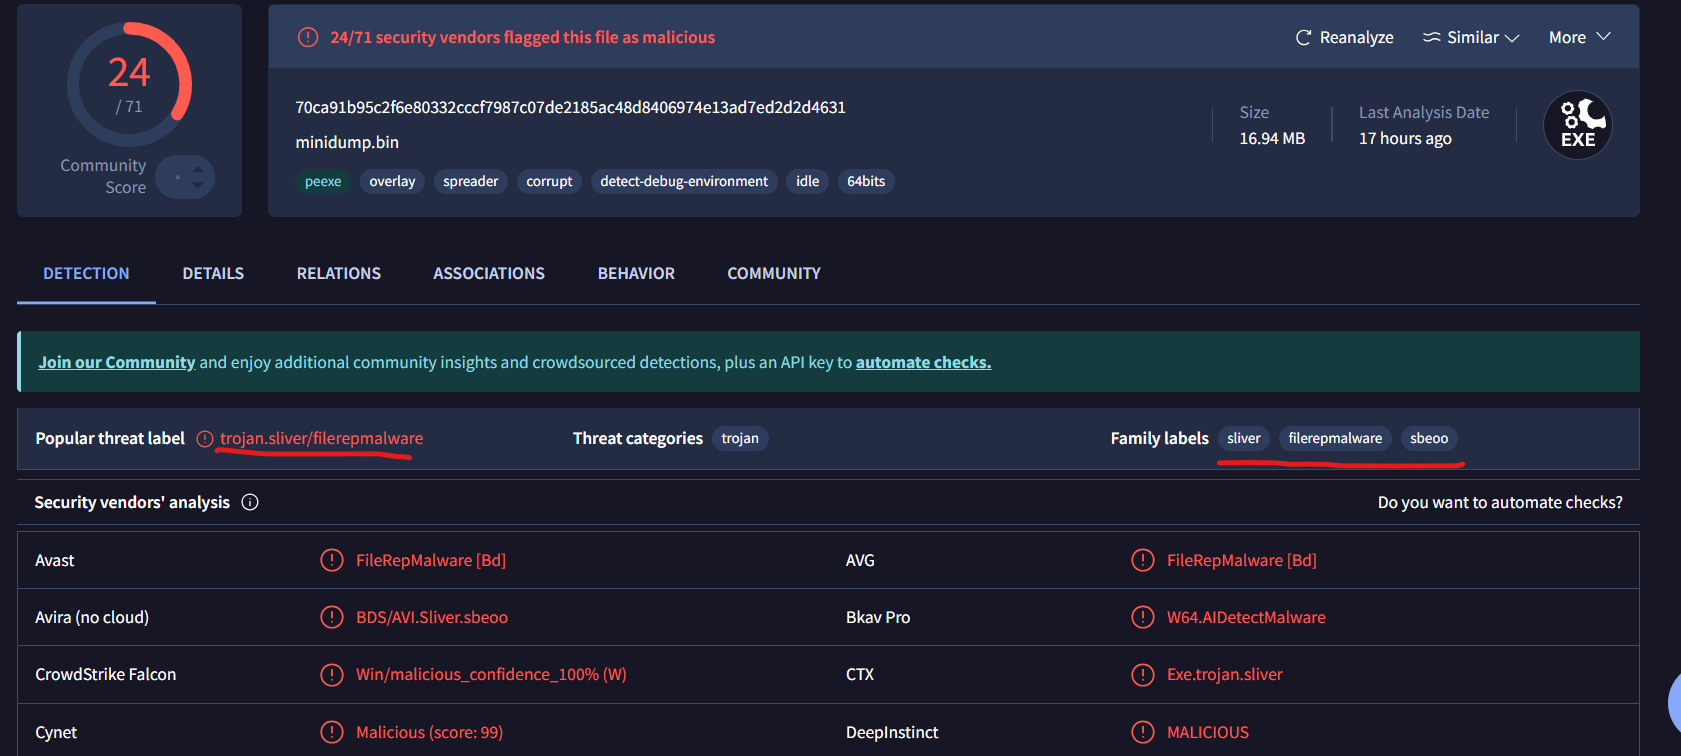 24
/ 71
Community
Score
24/71 security vendors flagged this file as malicious
Reanalyze
Similar
More
70ca91b95c2f6e80332cccf7987c07de2185ac48d8406974e13ad7ed2d2d4631
minidump.bin
peexe overlay spreader corrupt detect-debug-environment idle 64bits
Size
16.94 MB
Last Analysis Date
17 hours ago
EXE
DETECTION DETAILS RELATIONS ASSOCIATIONS BEHAVIOR COMMUNITY
Join our Community and enjoy additional community insights and crowdsourced detections, plus an API key to automate checks.
Popular threat label trojan.sliver/filerepmalware Threat categories trojan Family labels sliver filerepmalware sbeoo
Security vendors' analysis Do you want to automate checks?
Avast FileRepMalware [Bd] AVG FileRepMalware [Bd]
Avira (no cloud) BDS/AVI.Sliver.sbeoo Bkav Pro W64.AIDetectMalware
CrowdStrike Falcon Win/malicious_confidence_100% (W) CTX Exe.trojan.sliver
Cynet Malicious (score: 99) DeepInstinct MALICIOUS